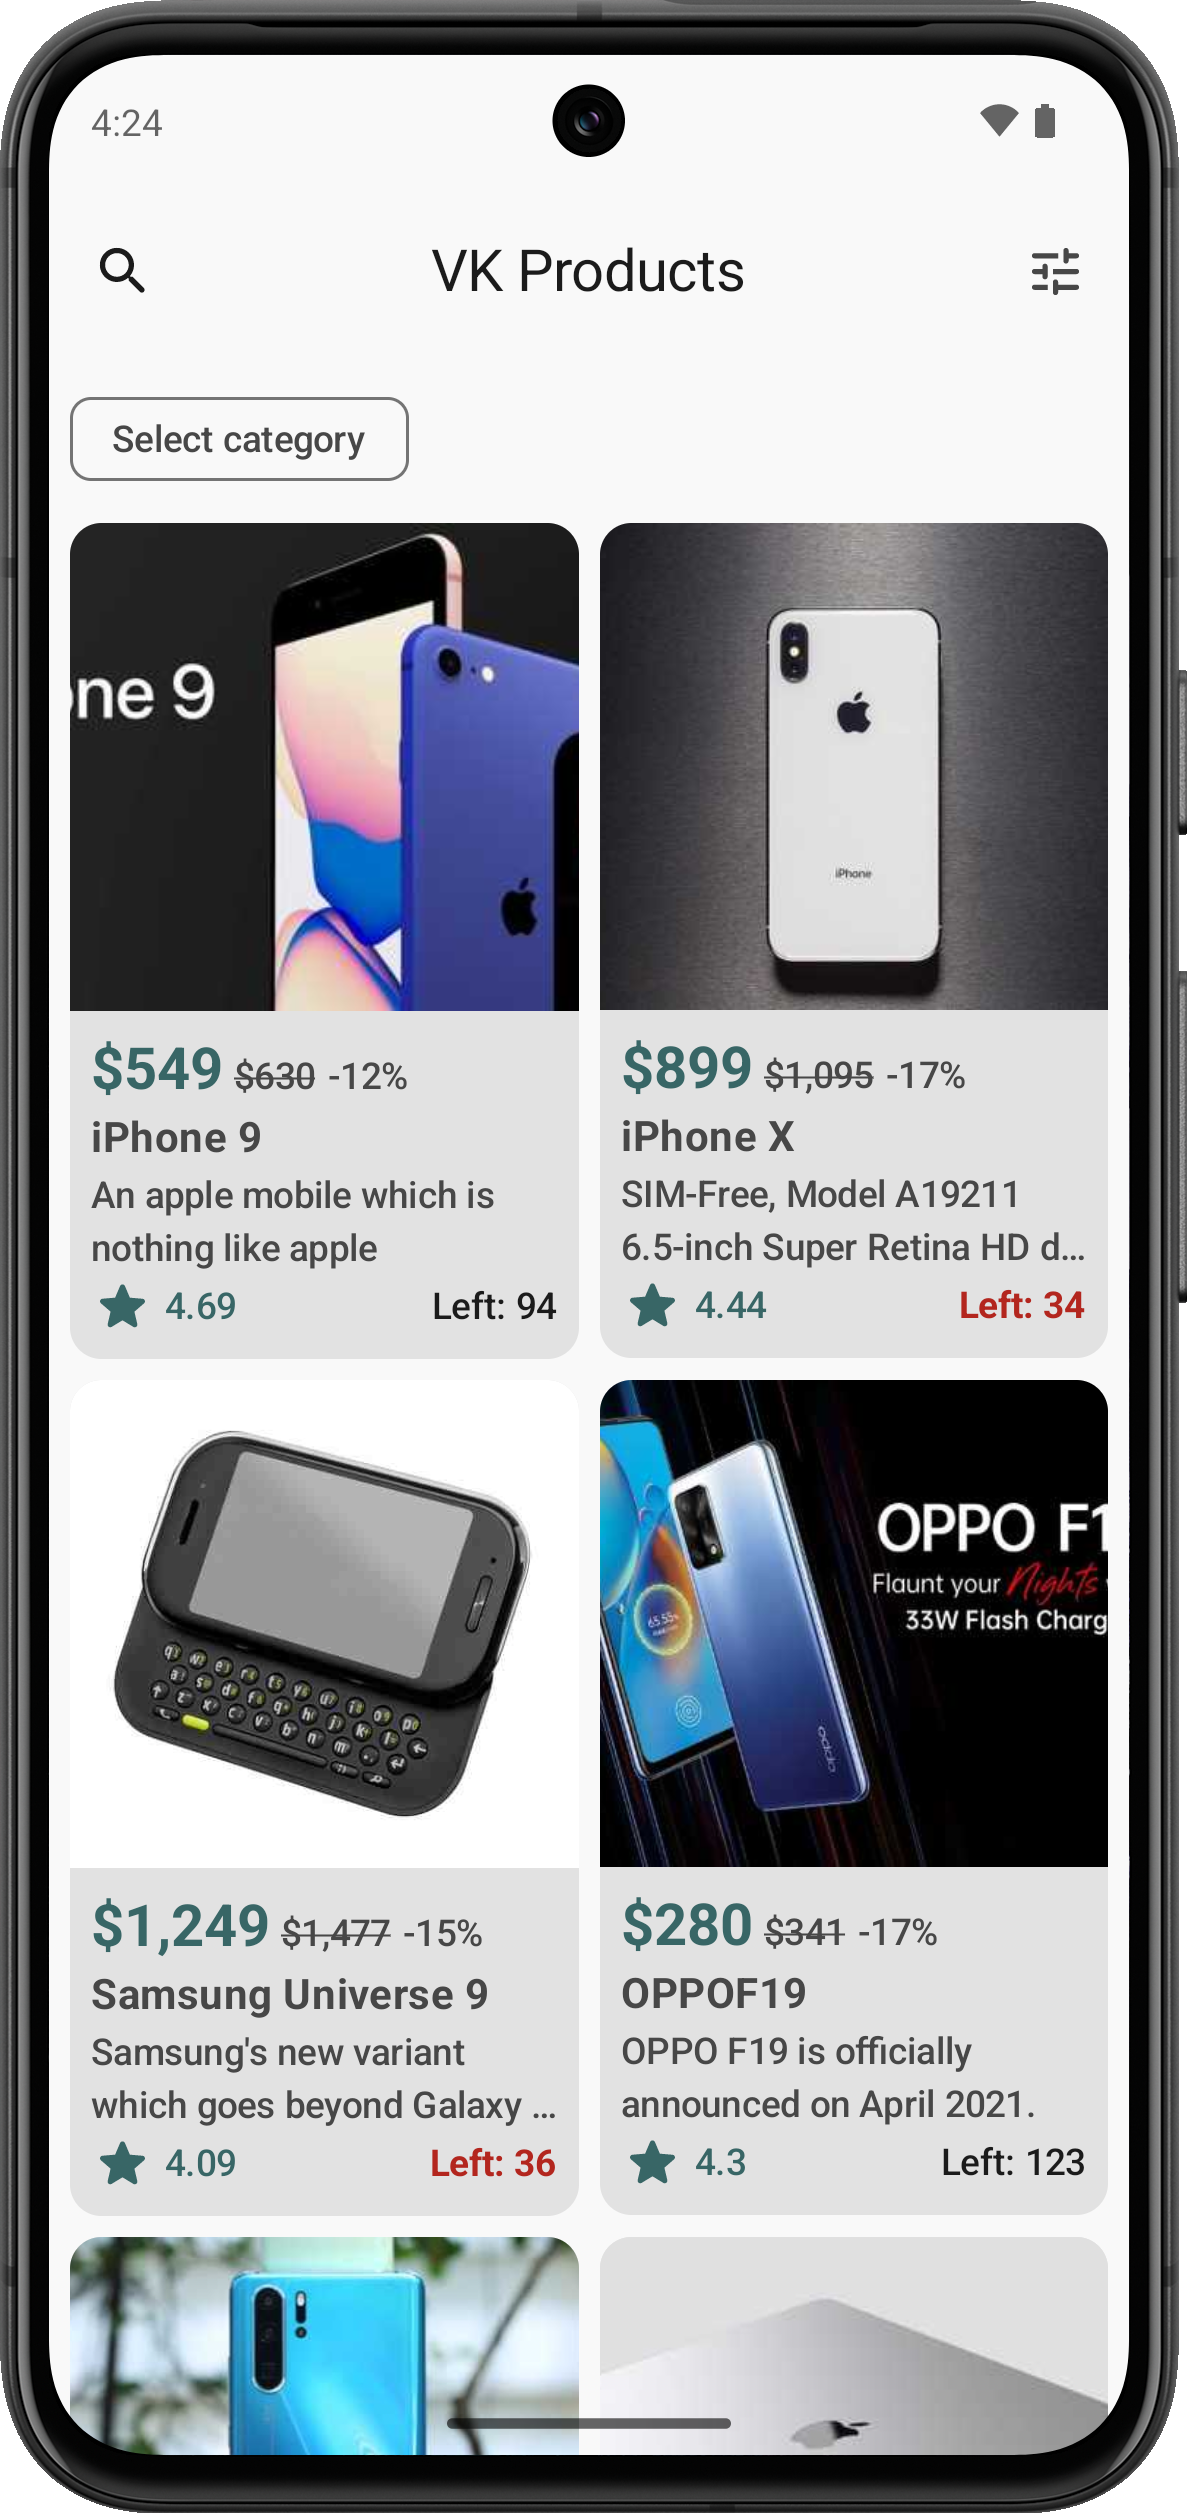 4:24
VK Products
Select category
one 9
iPhone
$549 $630 -12%
$899 $1,095 -17%
iPhone 9
iPhone X
An apple mobile which is
nothing like apple
SIM-Free, Model A19211
6.5-inch Super Retina HD d...
4.69 Left: 94
4.44 Left: 34
OPPO F1
Flaunt your Nights
33W Flash Charg
65.55%
oppo
$1,249 $1,477 -15%
$280 $341 -17%
Samsung Universe 9
OPPOF19
Samsung's new variant
which goes beyond Galaxy ...
OPPO F19 is officially
announced on April 2021.
4.09 Left: 36
4.3 Left: 123